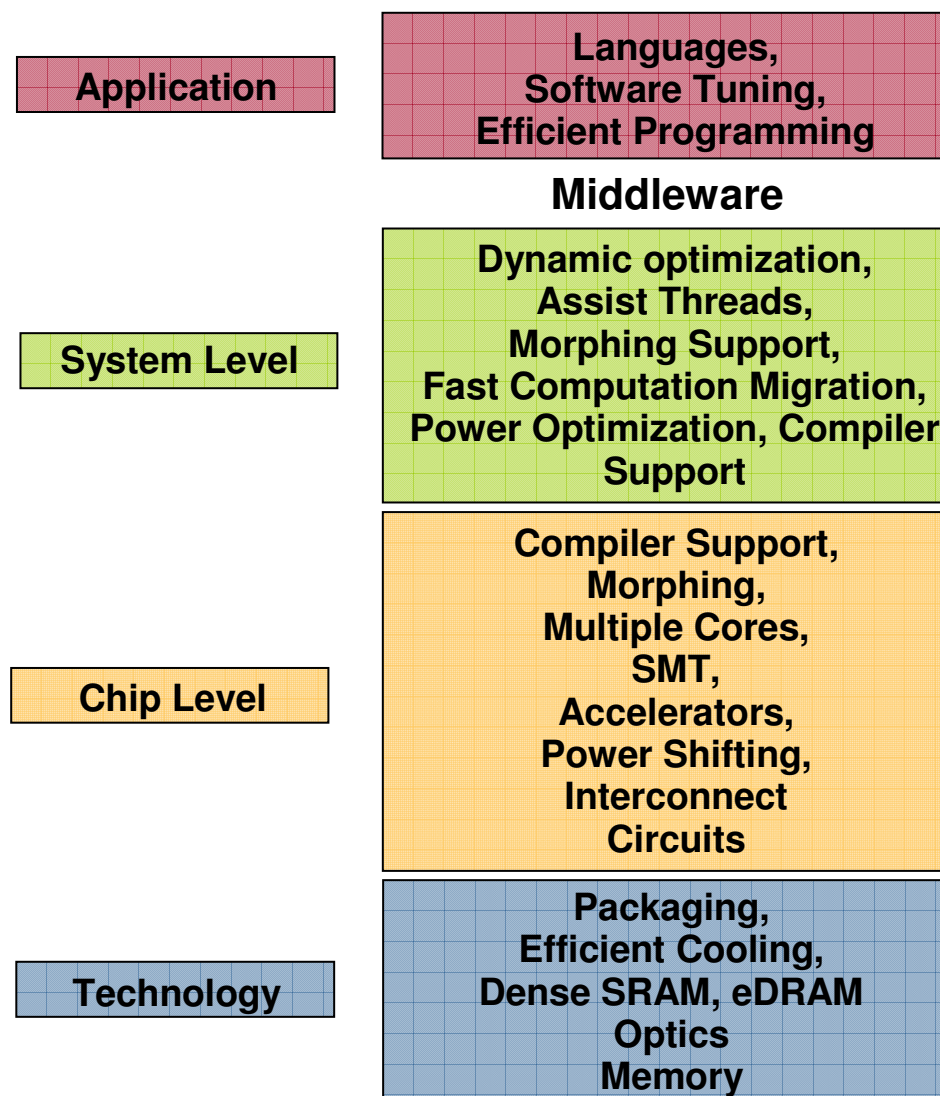 Application
Languages,
Software Tuning,
Efficient Programming
Middleware
System Level
Dynamic optimization,
Assist Threads,
Morphing Support,
Fast Computation Migration,
Power Optimization, Compiler
Support
Chip Level
Compiler Support,
Morphing,
Multiple Cores,
SMT,
Accelerators,
Power Shifting,
Interconnect
Circuits
Technology
Packaging,
Efficient Cooling,
Dense SRAM, eDRAM
Optics
Memory